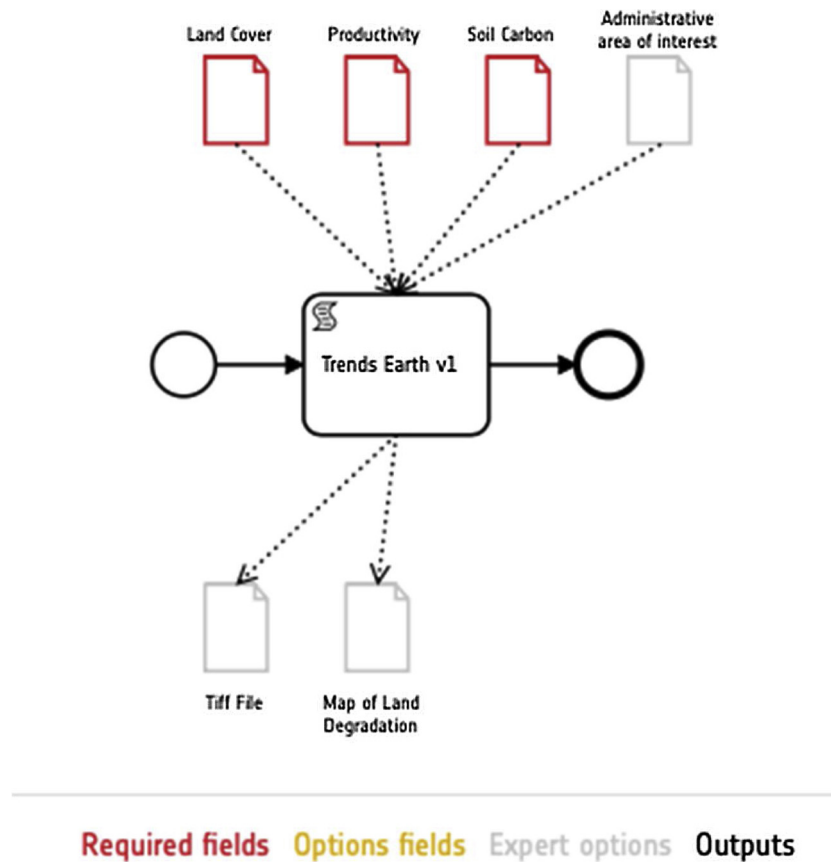 Land Cover
Productivity
Soil Carbon
Administrative
area of interest
Trends Earth v1
Tiff File
Map of Land
Degradation
Required fields Options fields Expert options Outputs